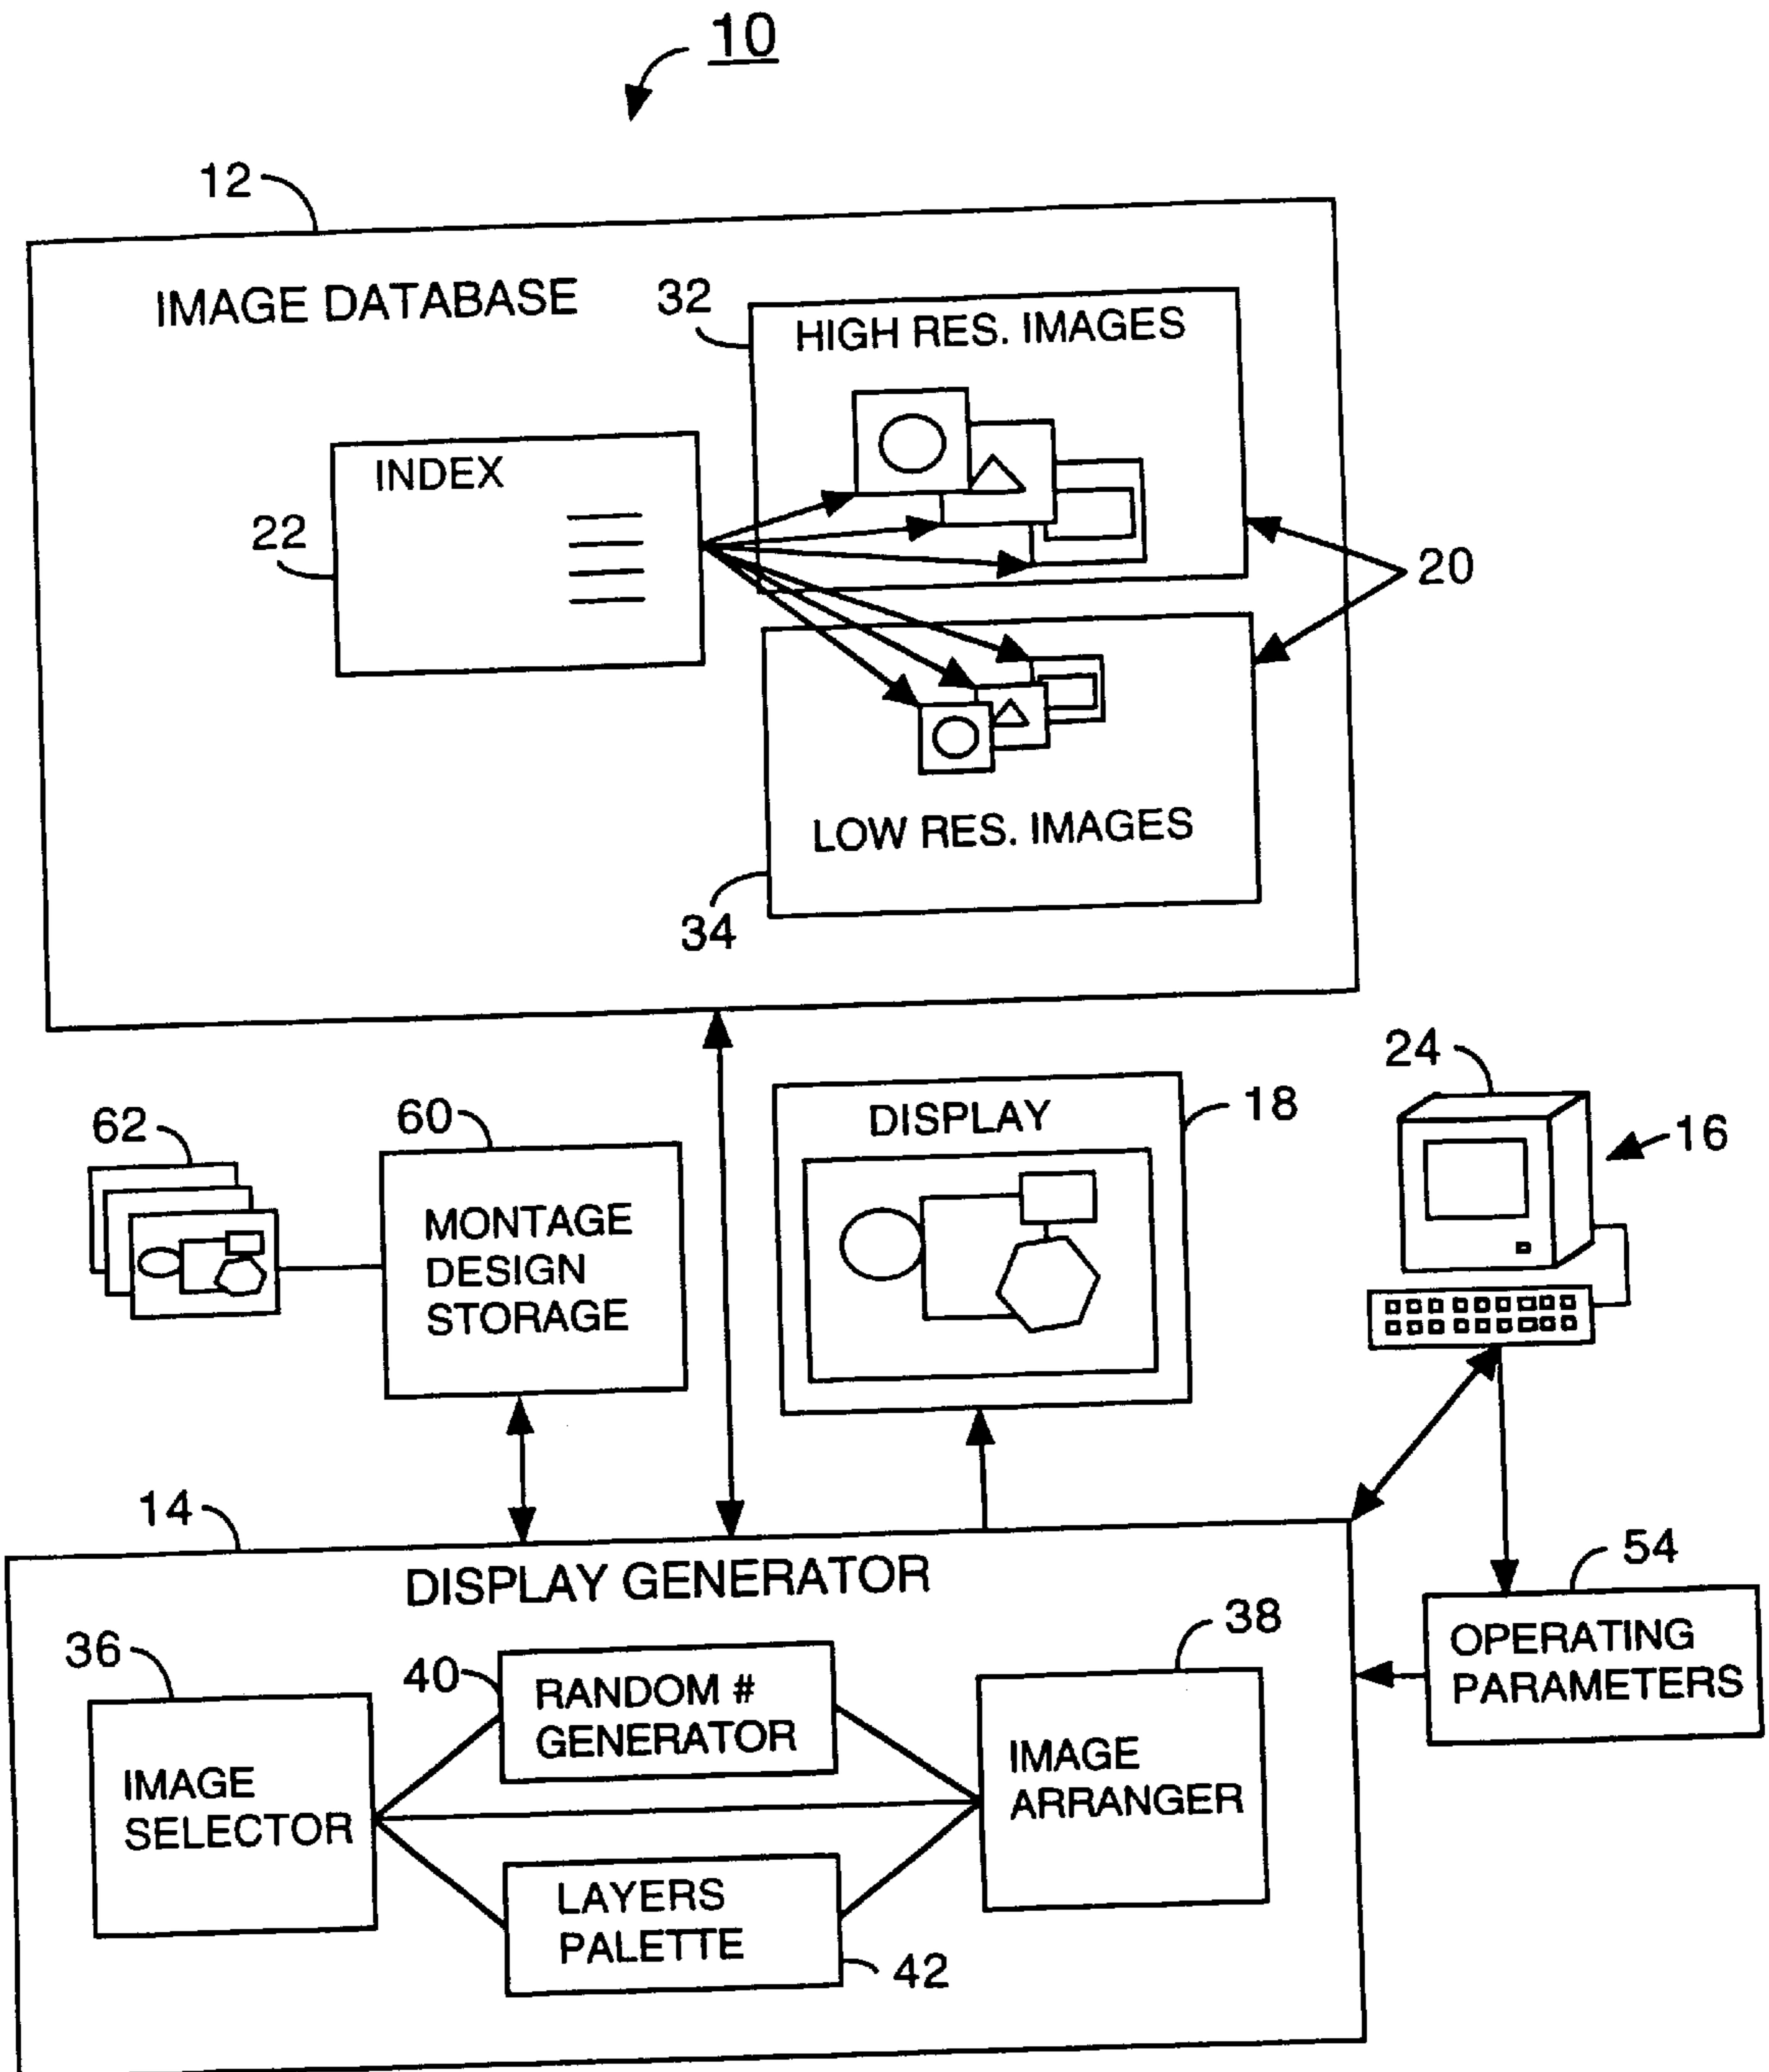 10
12
IMAGE DATABASE
32
HIGH RES. IMAGES
INDEX
22
20
LOW RES. IMAGES
34
24
62
60
DISPLAY
18
16
MONTAGE
DESIGN
STORAGE
14
DISPLAY GENERATOR
54
36
40
RANDOM #
GENERATOR
38
OPERATING
PARAMETERS
IMAGE
SELECTOR
IMAGE
ARRANGER
LAYERS
PALETTE
42